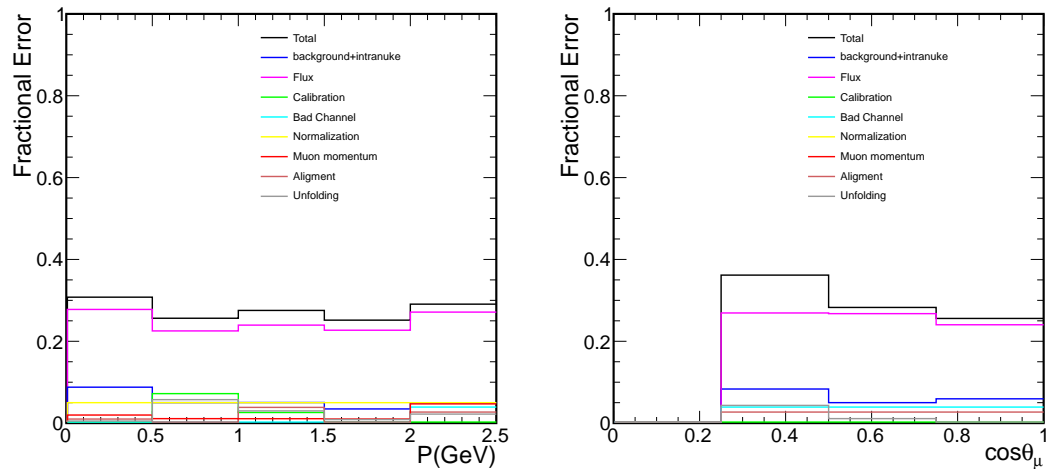 Fractional Error
1
0.8
0.6
0.4
0.2
0
Total
background+intranuke
Flux
Calibration
Bad Channel
Normalization
Muon momentum
Aligment
Unfolding
0 0.5 1 1.5 2 2.5
P(GeV)
Fractional Error
1
0.8
0.6
0.4
0.2
0
Total
background+intranuke
Flux
Calibration
Bad Channel
Normalization
Muon momentum
Aligment
Unfolding
0 0.2 0.4 0.6 0.8 1
cosθμ